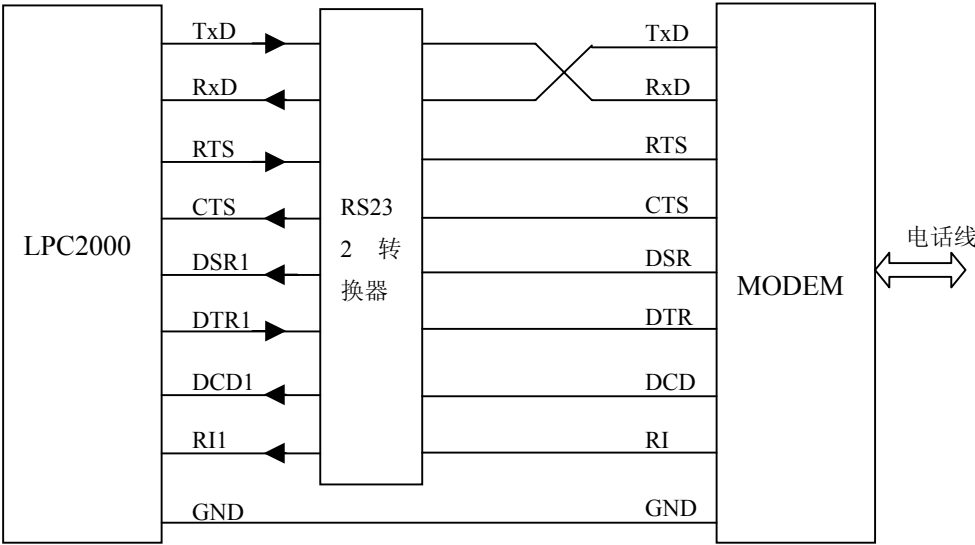 TxD
TxD
RxD
RxD
RTS
RTS
CTS
RS23
CTS
LPC2000
2 转
电话线
DSR1
DSR
换器
MODEM
DTR1
DTR
DCD1
DCD
RI1
RI
GND
GND